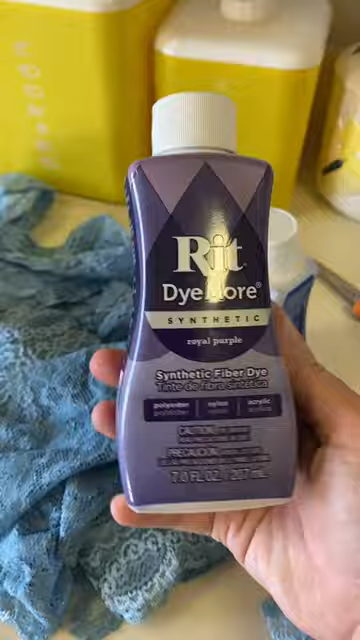 Rit
DyeMore®
SYNTHETIC
royal purple
Synthetic Fiber Dye
Tinte de fibra sintética
polyester nylon acrylic
CAUTION:
PRECAUCIÓN:
7.0 FL OZ / 207 mL